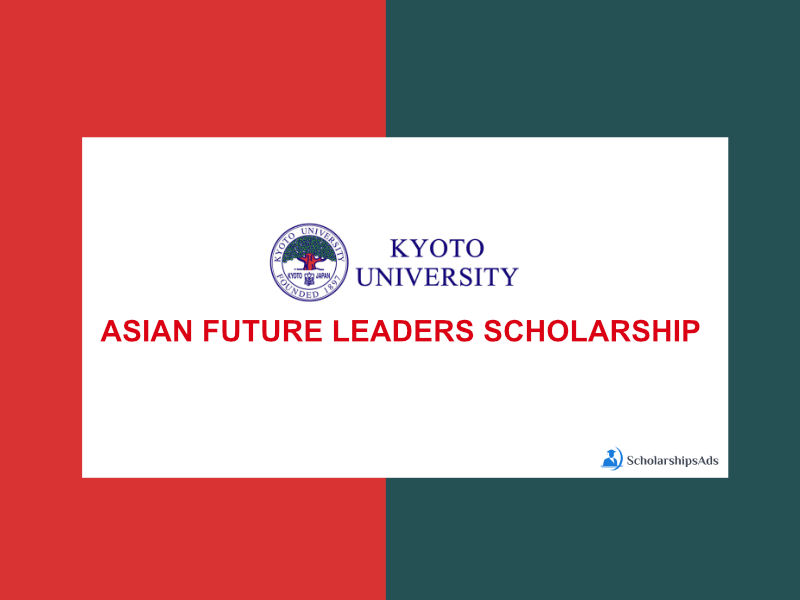 KYOTO UNIVERSITY
KYOTO JAPAN
FOUNDED 1897
KYOTO
UNIVERSITY
ASIAN FUTURE LEADERS SCHOLARSHIP
ScholarshipsAds